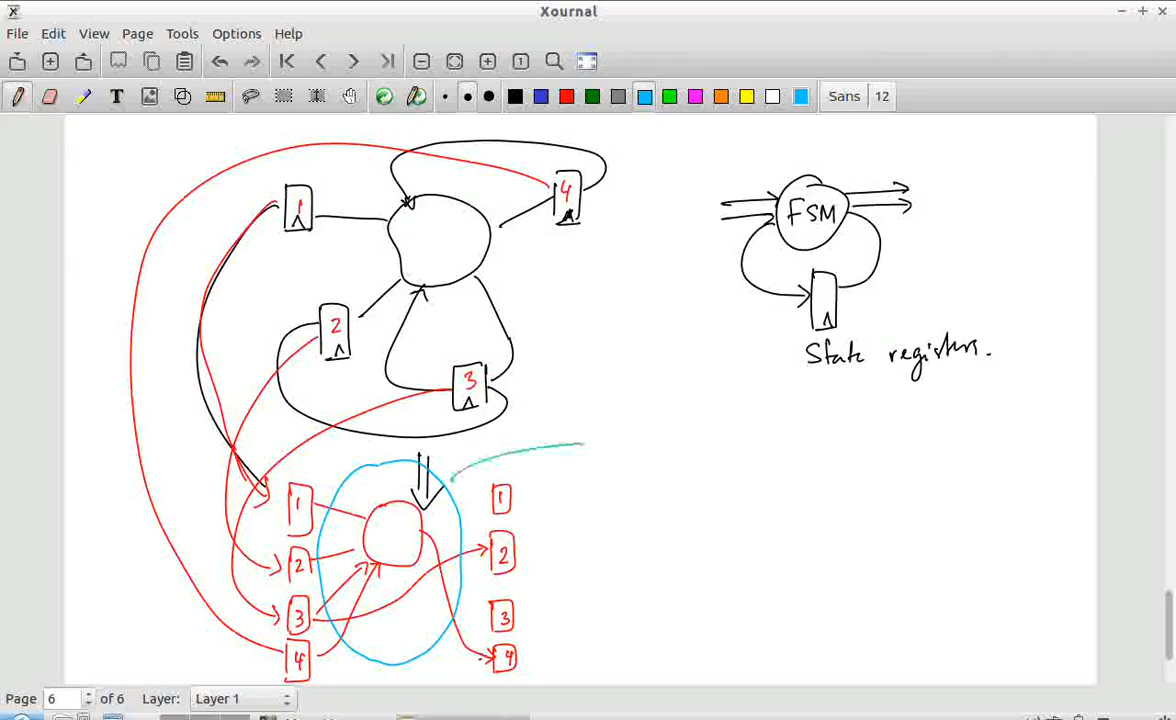 Xournal
File Edit View Page Tools Options Help
Sans 12
1
4
FSM
2
State registers.
3
1
1
2
2
3
3
4
4
Page 6 of 6 Layer: Layer 1